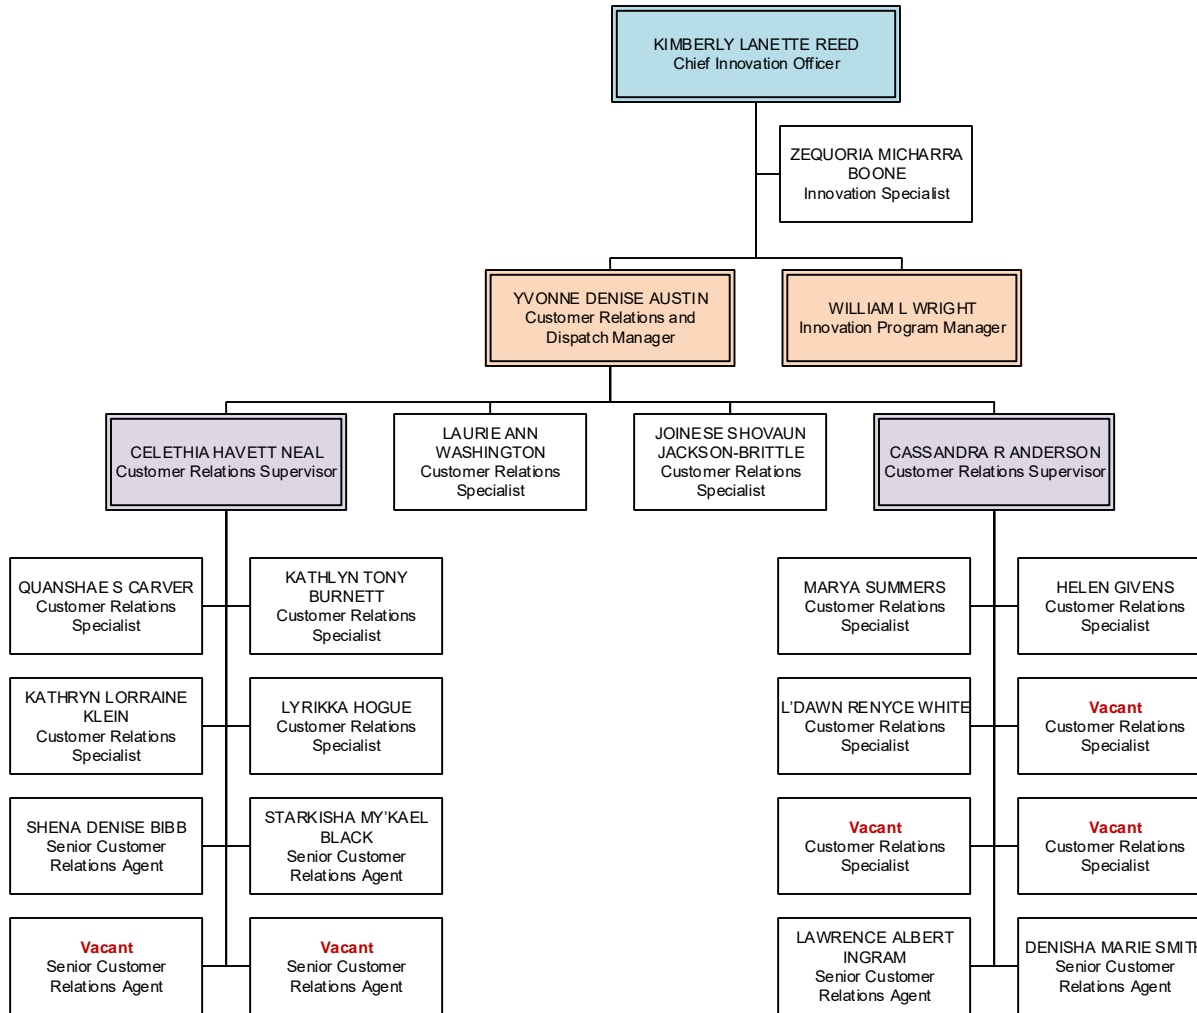 KIMBERLY LANETTE REED
Chief Innovation Officer
ZEQUORIA MICHARRA
BOONE
Innovation Specialist
YVONNE DENISE AUSTIN
Customer Relations and
Dispatch Manager
WILLIAM L WRIGHT
Innovation Program Manager
CELETHIA HAVETT NEAL
Customer Relations Supervisor
LAURIE ANN
WASHINGTON
Customer Relations
Specialist
JOINESE SHOVAUN
JACKSON-BRITTLE
Customer Relations
Specialist
CASSANDRA R ANDERSON
Customer Relations Supervisor
QUANSHAE S CARVER
Customer Relations
Specialist
KATHLYN TONY
BURNETT
Customer Relations
Specialist
MARYA SUMMERS
Customer Relations
Specialist
HELEN GIVENS
Customer Relations
Specialist
KATHRYN LORRAINE
KLEIN
Customer Relations
Specialist
LYRIKKA HOGUE
Customer Relations
Specialist
L'DAWN RENYCE WHITE
Customer Relations
Specialist
Vacant
Customer Relations
Specialist
SHENA DENISE BIBB
Senior Customer
Relations Agent
STARKISHA MY'KAEL
BLACK
Senior Customer
Relations Agent
Vacant
Customer Relations
Specialist
Vacant
Customer Relations
Specialist
Vacant
Senior Customer
Relations Agent
Vacant
Senior Customer
Relations Agent
LAWRENCE ALBERT
INGRAM
Senior Customer
Relations Agent
DENISHA MARIE SMITH
Senior Customer
Relations Agent